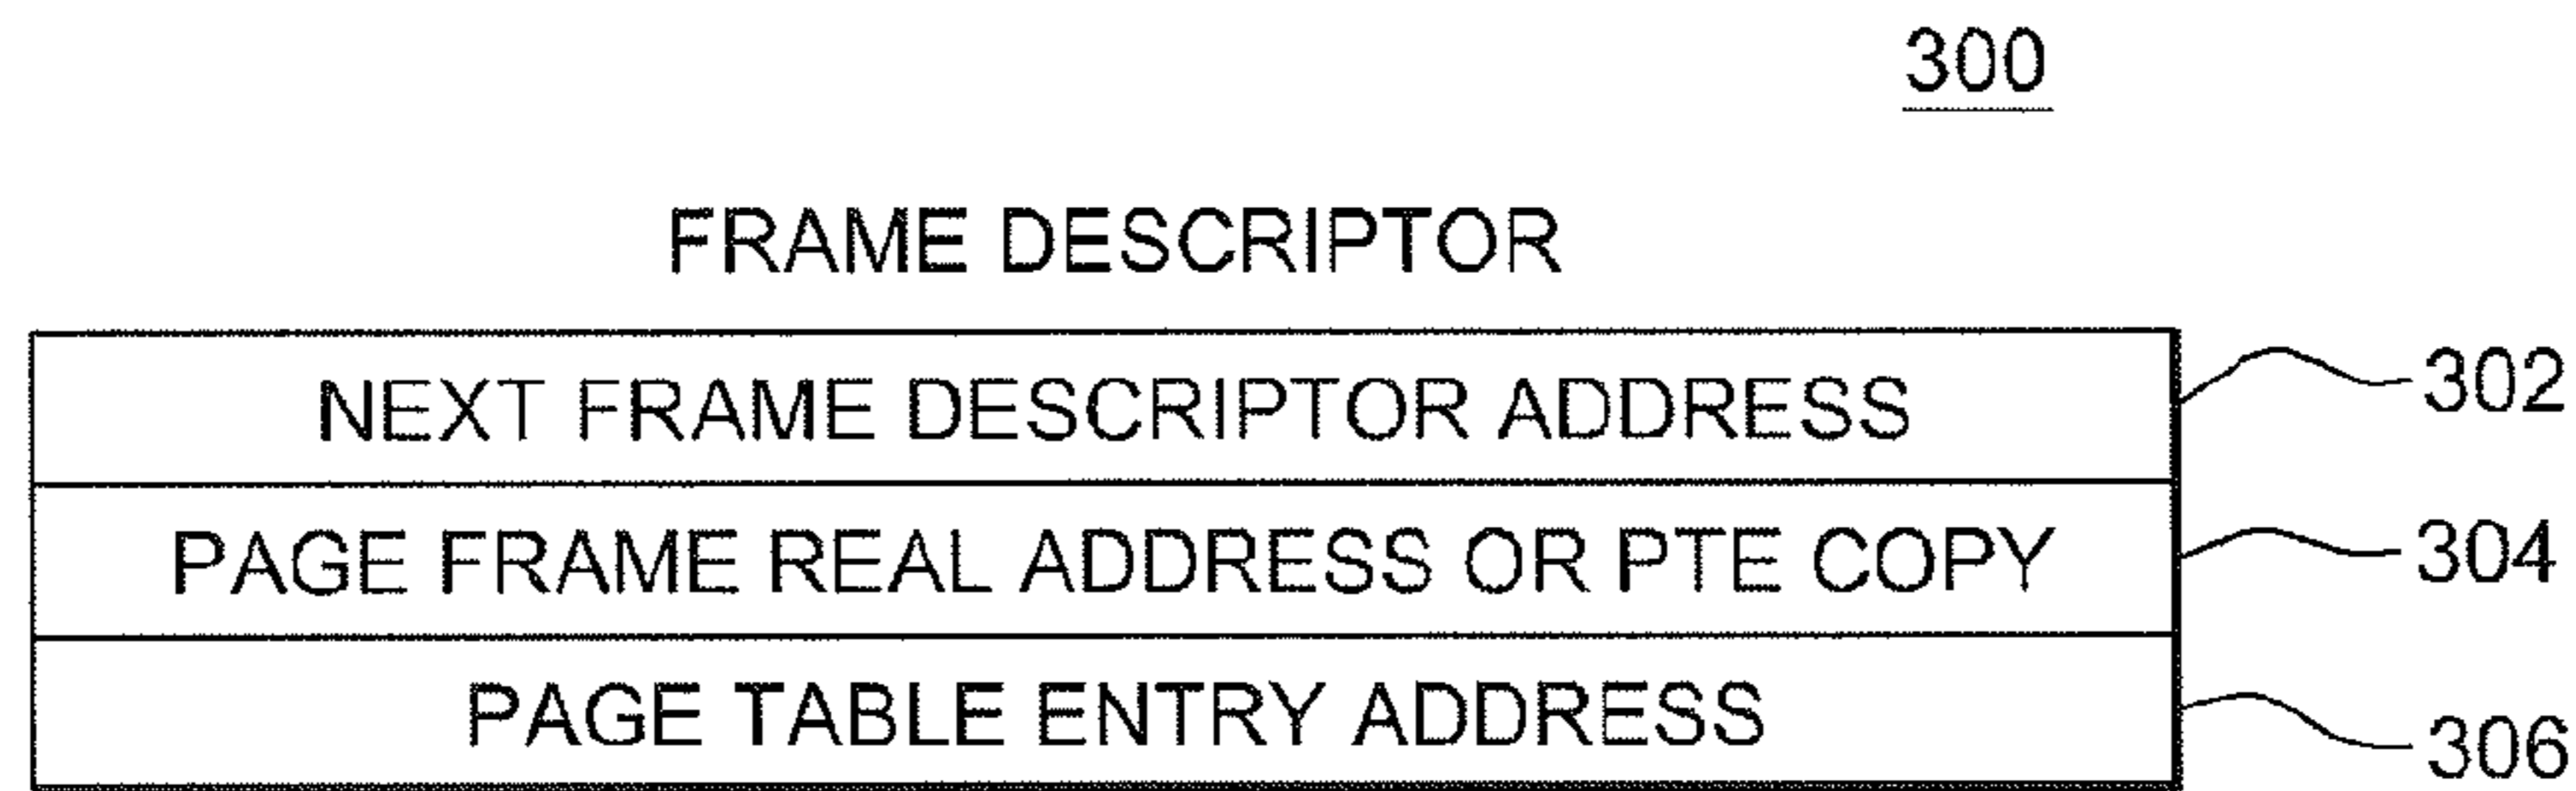 300
FRAME DESCRIPTOR
NEXT FRAME DESCRIPTOR ADDRESS 302
PAGE FRAME REAL ADDRESS OR PTE COPY 304
PAGE TABLE ENTRY ADDRESS 306